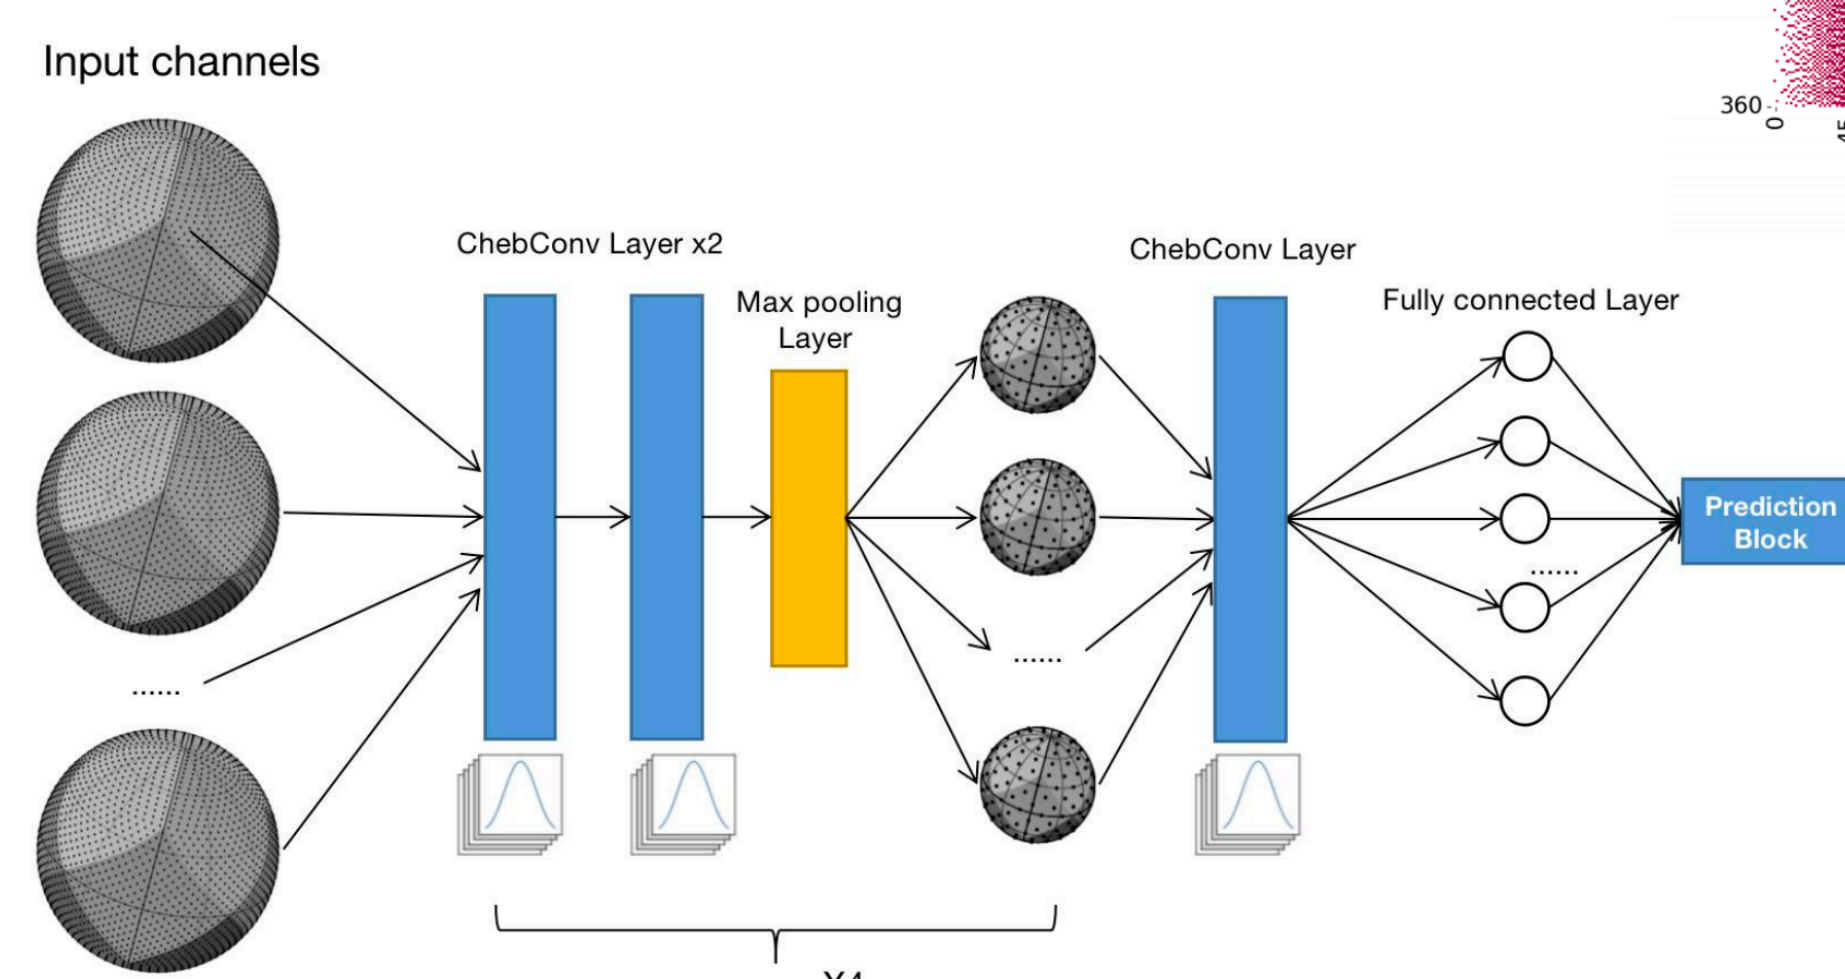 Input channels
360
0
ChebConv Layer x2
ChebConv Layer
Max pooling
Layer
Fully connected Layer
Prediction
Block
......
......
......